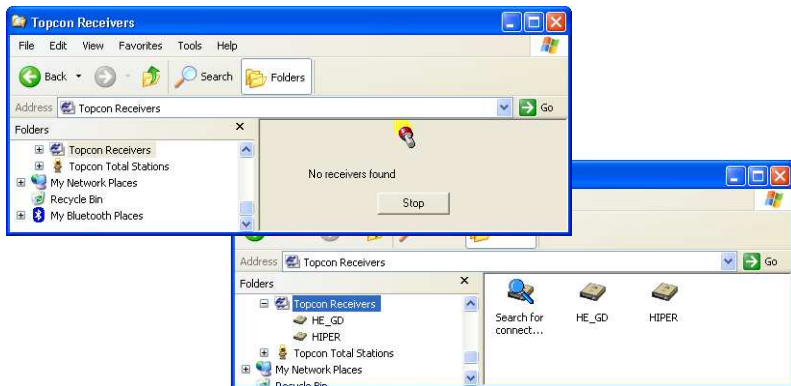 Topcon Receivers
File Edit View Favorites Tools Help
Back Search Folders
Address Topcon Receivers Go
Folders
Topcon Receivers
Topcon Total Stations
My Network Places
Recycle Bin
My Bluetooth Places
No receivers found
Stop
Address Topcon Receivers Go
Folders
Topcon Receivers
HE_GD
HIPER
Topcon Total Stations
My Network Places
Recycle Bin
Search for
connect...
HE_GD
HIPER